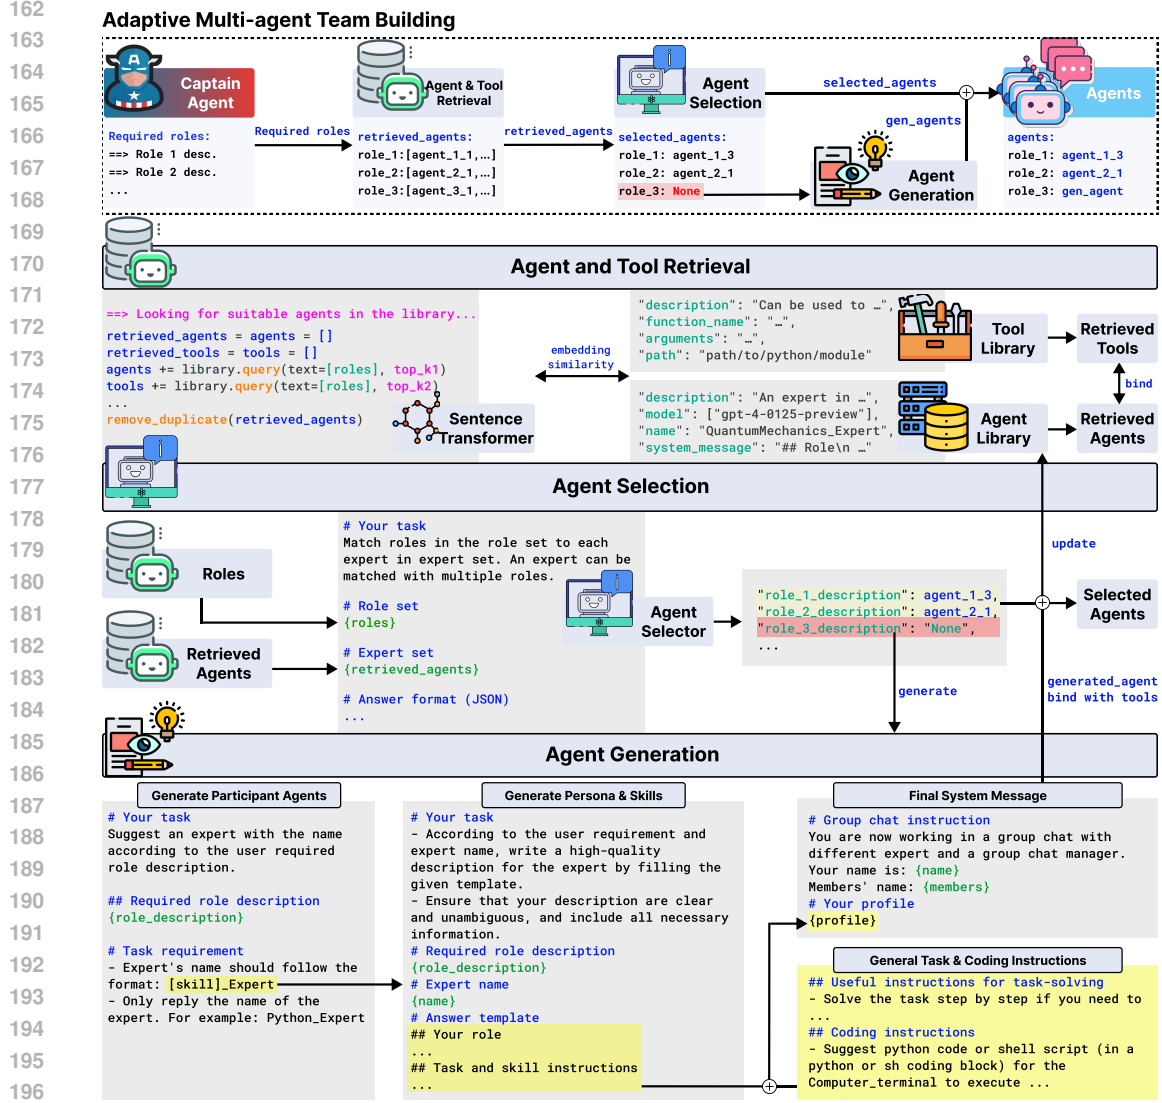 162
163
164
165
166
167
168
169
170
171
172
173
174
175
176
177
178
179
180
181
182
183
184
185
186
187
188
189
190
191
192
193
194
195
196
Adaptive Multi-agent Team Building
Captain
Agent
Required roles:
==> Role 1 desc.
==> Role 2 desc.
...
Required roles
Agent & Tool
Retrieval
retrieved_agents:
role_1:[agent_1_1,…]
role_2:[agent_2_1,…]
role_3:[agent_3_1,…]
retrieved_agents
Agent
Selection
selected_agents:
role_1: agent_1_3
role_2: agent_2_1
role_3: None
selected_agents
gen_agents
Agent
Generation
Agents
agents:
role_1: agent_1_3
role_2: agent_2_1
role_3: gen_agent
Agent and Tool Retrieval
==> Looking for suitable agents in the library...
retrieved_agents = agents = []
retrieved_tools = tools = []
agents += library.query(text=[roles], top_k1)
tools += library.query(text=[roles], top_k2)
...
remove_duplicate(retrieved_agents)
Sentence
Transformer
embedding
similarity
"description": "Can be used to …",
"function_name": "…",
"arguments": "…",
"path": "path/to/python/module"
Tool
Library
Retrieved
Tools
bind
"description": "An expert in …",
"model": ["gpt-4-0125-preview"],
"name": "QuantumMechanics_Expert",
"system_message": "## Role\n …"
Agent
Library
Retrieved
Agents
Agent Selection
Roles
Retrieved
Agents
# Your task
Match roles in the role set to each
expert in expert set. An expert can be
matched with multiple roles.
# Role set
{roles}
# Expert set
{retrieved_agents}
# Answer format (JSON)
...
Agent
Selector
"role_1_description": agent_1_3,
"role_2_description": agent_2_1,
"role_3_description": "None",
...
generate
update
Selected
Agents
generated_agent
bind with tools
Agent Generation
Generate Participant Agents
# Your task
Suggest an expert with the name
according to the user required
role description.
## Required role description
{role_description}
# Task requirement
- Expert's name should follow the
format: [skill]_Expert
- Only reply the name of the
expert. For example: Python_Expert
Generate Persona & Skills
# Your task
- According to the user requirement and
expert name, write a high-quality
description for the expert by filling the
given template.
- Ensure that your description are clear
and unambiguous, and include all necessary
information.
# Required role description
{role_description}
# Expert name
{name}
# Answer template
## Your role
...
## Task and skill instructions
...
Final System Message
# Group chat instruction
You are now working in a group chat with
different expert and a group chat manager.
Your name is: {name}
Members' name: {members}
# Your profile
{profile}
General Task & Coding Instructions
## Useful instructions for task-solving
- Solve the task step by step if you need to
...
## Coding instructions
- Suggest python code or shell script (in a
python or sh coding block) for the
Computer_terminal to execute ...